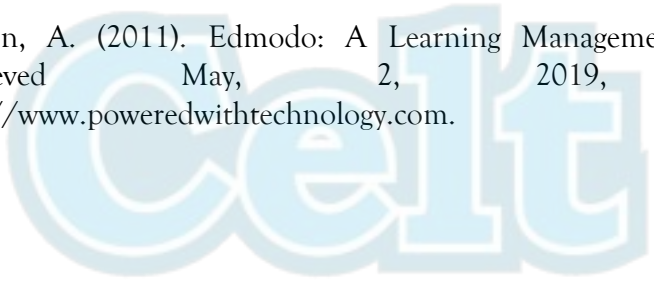 n, A. (2011). Edmodo: A Learning Manageme
eved May, 2, 2019,
//www.poweredwithtechnology.com.
Celt